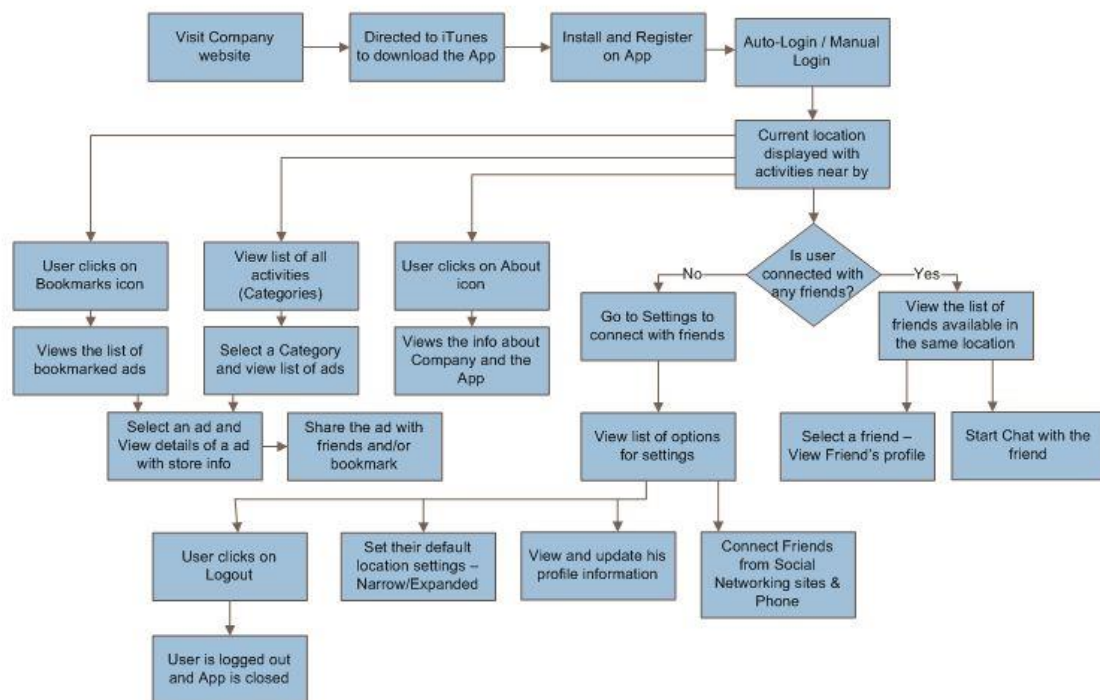 Visit Company
website
Directed to iTunes
to download the App
Install and Register
on App
Auto-Login / Manual
Login
Current location
displayed with
activities near by
User clicks on
Bookmarks icon
View list of all
activities
(Categories)
User clicks on About
icon
No
Is user
connected with
any friends?
Yes
Go to Settings to
connect with friends
View the list of
friends available in
the same location
Views the list of
bookmarked ads
Select a Category
and view list of ads
Views the info about
Company and the
App
Select an ad and
View details of a ad
with store info
Share the ad with
friends and/or
bookmark
View list of options
for settings
Select a friend –
View Friend's profile
Start Chat with the
friend
User clicks on
Logout
Set their default
location settings –
Narrow/Expanded
View and update his
profile information
Connect Friends
from Social
Networking sites &
Phone
User is logged out
and App is closed